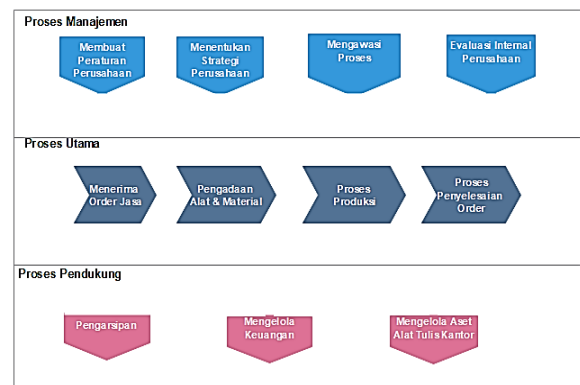 Proses Manajemen
Membuat
Peraturan
Perusahaan
Menentukan
Strategi
Perusahaan
Mengawasi
Proses
Evaluasi Internal
Perusahaan
Proses Utama
Menerima
Order Jasa
Pengadaan
Alat & Material
Proses
Produksi
Proses
Penyelesaian
Order
Proses Pendukung
Pengarsipan
Mengelola
Keuangan
Mengelola Aset
Alat Tulis Kantor